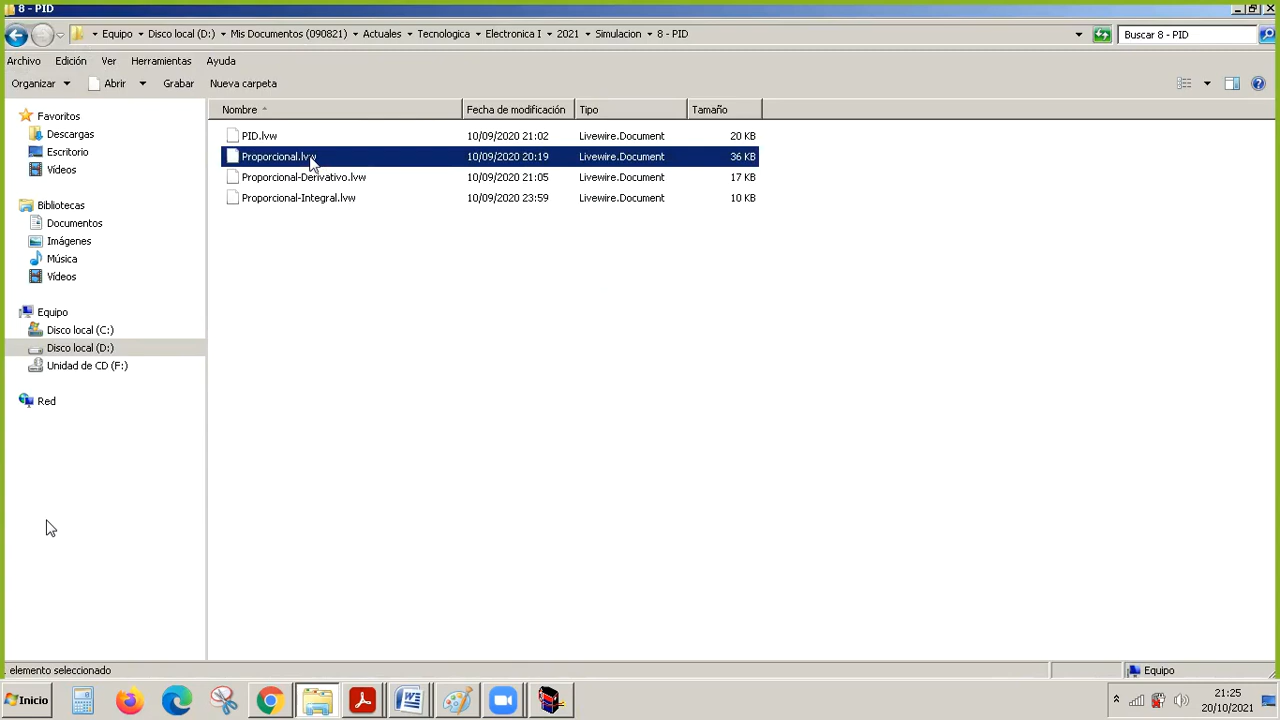 8 - PID
Equipo Disco local (D:) Mis Documentos (090821) Actuales Tecnologica Electronica I 2021 Simulacion 8 - PID
Buscar 8 - PID
Archivo Edición Ver Herramientas Ayuda
Organizar Abrir Grabar Nueva carpeta
Favoritos
Descargas
Escritorio
Vídeos
Bibliotecas
Documentos
Imágenes
Música
Vídeos
Equipo
Disco local (C:)
Disco local (D:)
Unidad de CD (F:)
Red
Nombre Fecha de modificación Tipo Tamaño
PID.lvw 10/09/2020 21:02 Livewire.Document 20 KB
Proporcional.lvw 10/09/2020 20:19 Livewire.Document 36 KB
Proporcional-Derivativo.lvw 10/09/2020 21:05 Livewire.Document 17 KB
Proporcional-Integral.lvw 10/09/2020 23:59 Livewire.Document 10 KB
elemento seleccionado
Equipo
Inicio
21:25
20/10/2021